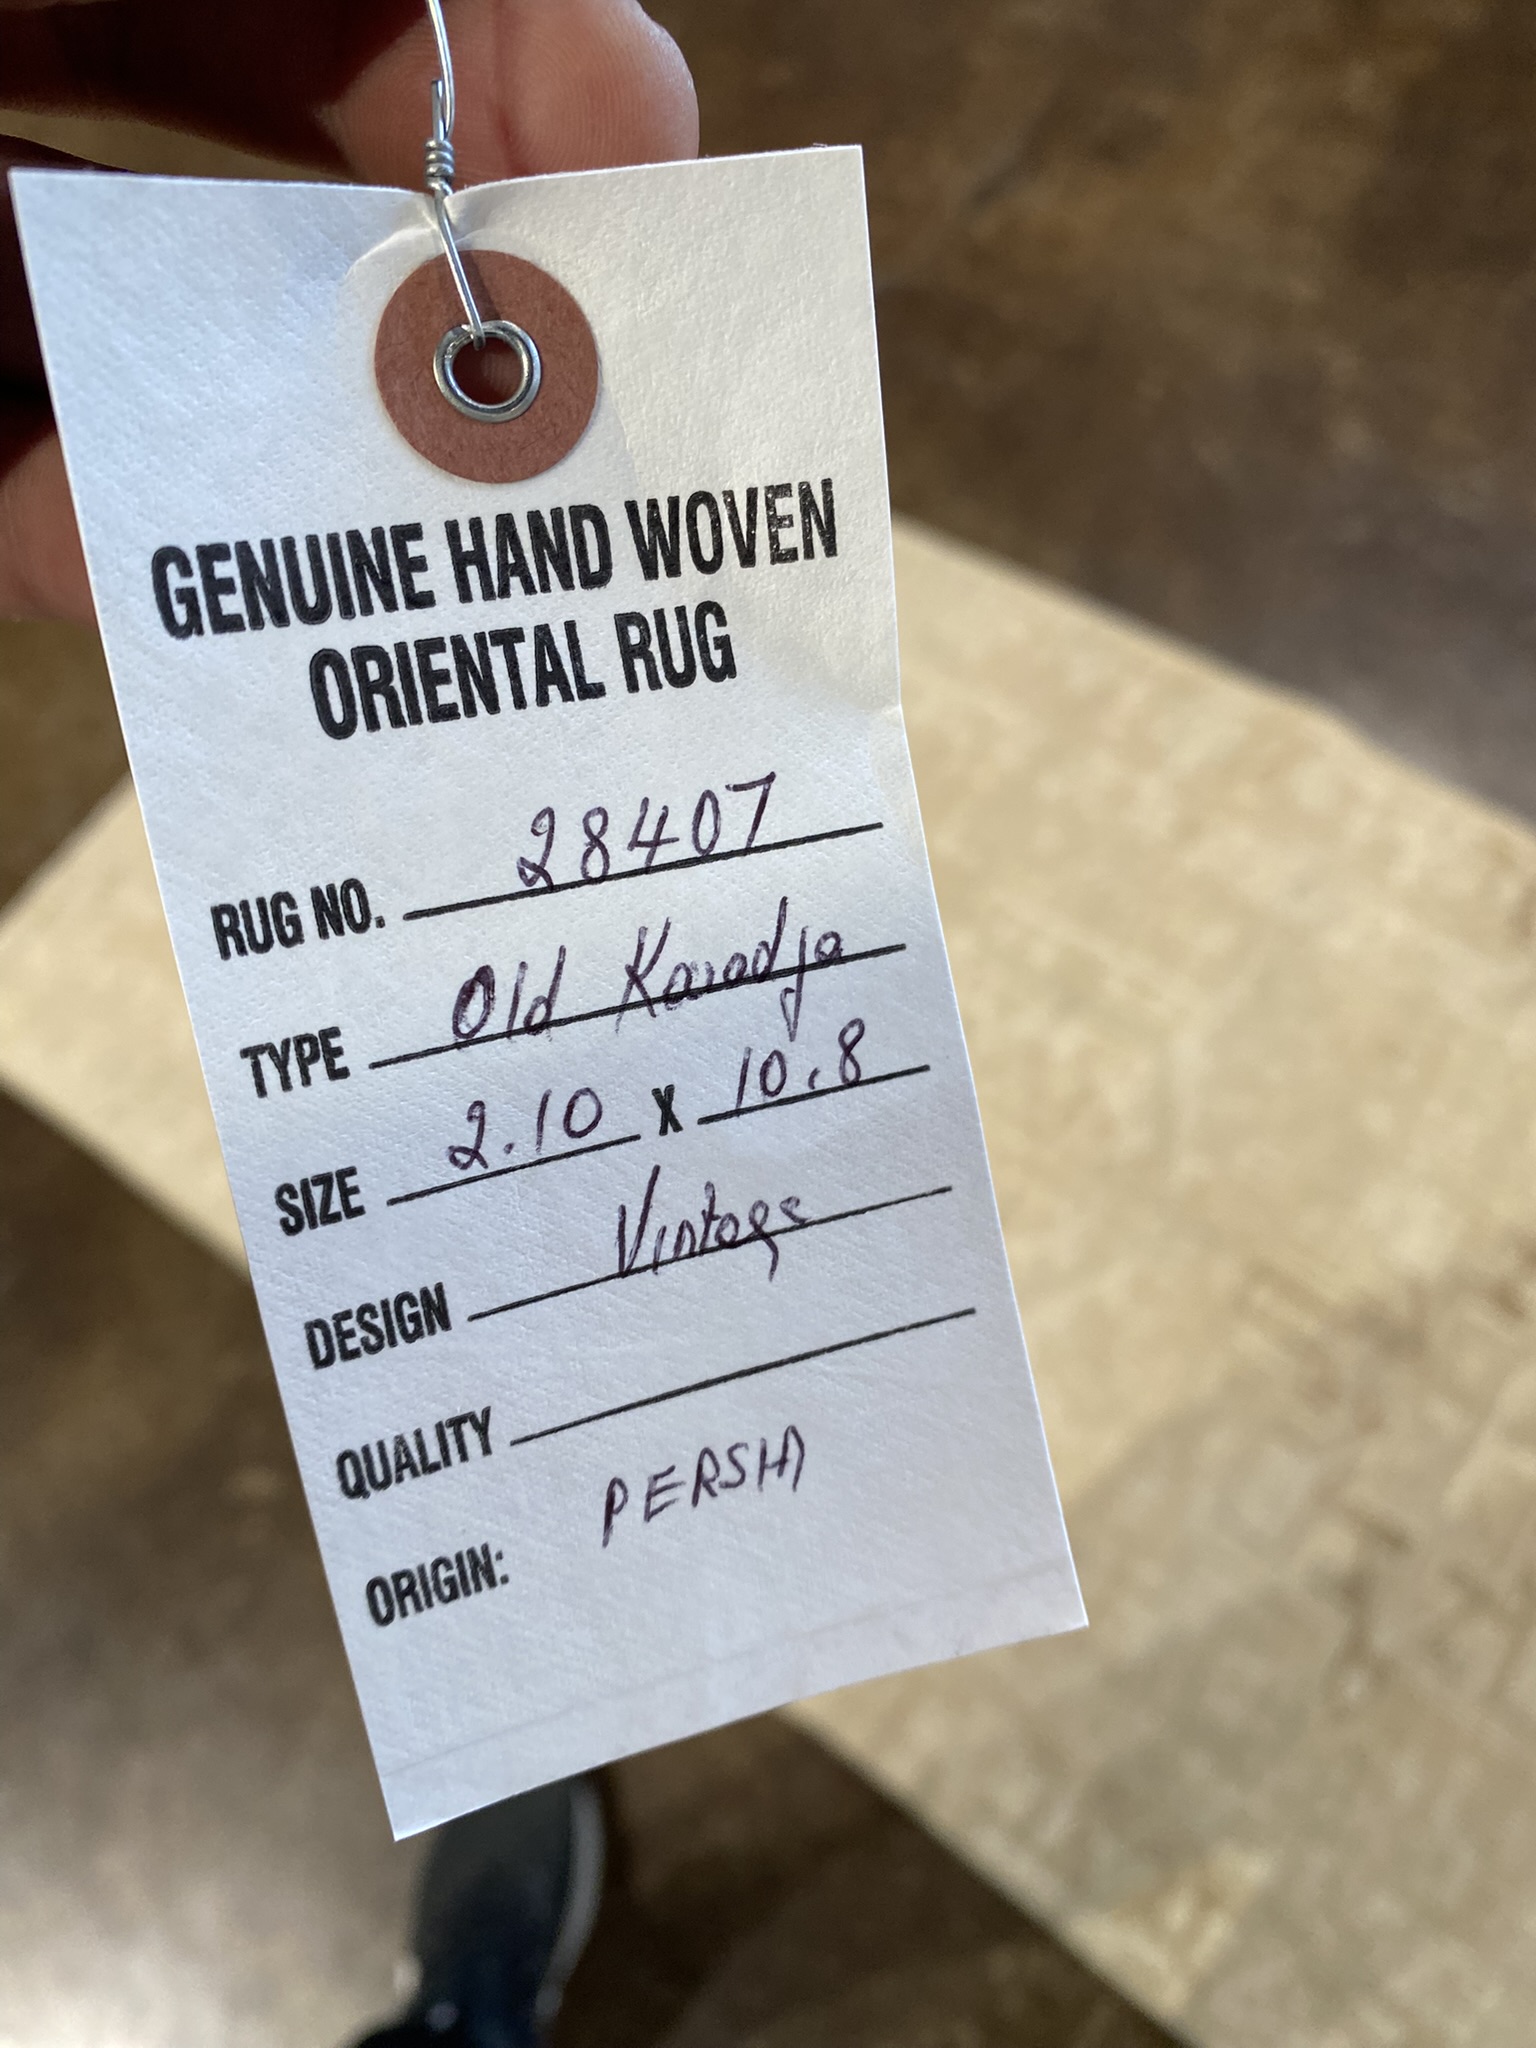 GENUINE HAND WOVEN
ORIENTAL RUG
RUG NO. 28407
TYPE Old Karadja
SIZE 2.10 X 10.8
DESIGN Vintage
QUALITY
ORIGIN: PERSIA